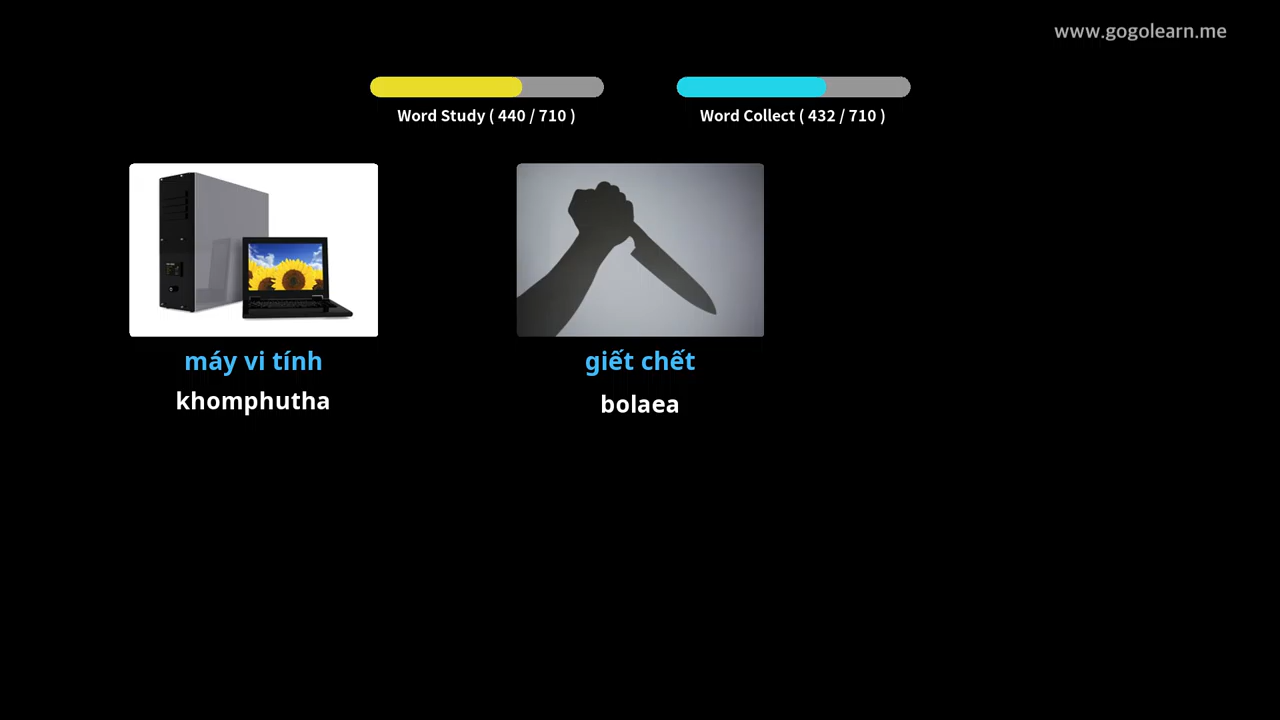 www.gogolearn.me
Word Study ( 440 / 710 )
Word Collect ( 432 / 710 )
máy vi tính
khomphutha
giết chết
bolaea